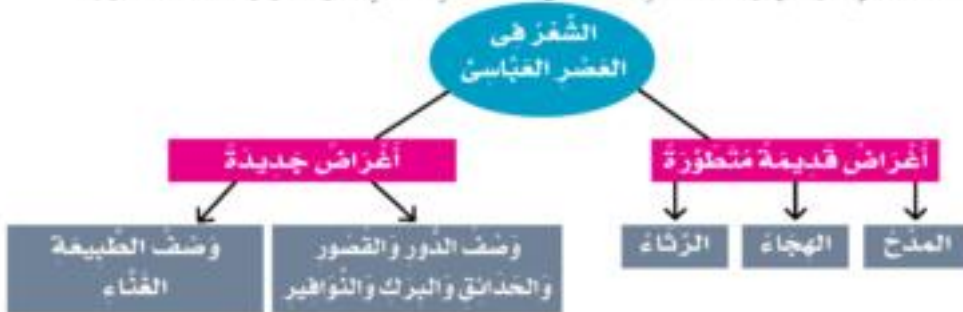 الشِّعْرُ فِى
العَصْرِ العَبَّاسِىْ
أَغْرَاضٌ قَدِيمَةٌ مُتَطَوِّرَةٌ
أَغْرَاضٌ جَدِيدَةٌ
المَدْحُ
الهِجَاءُ
الرِّثَاءُ
وَصْفُ الدُّورِ وَالقُصُورِ
وَالحَدَائِقِ وَالبِرَكِ وَالنَّوَافِيرِ
وَصْفُ الطَّبِيعَةِ
الغَنَّاءِ